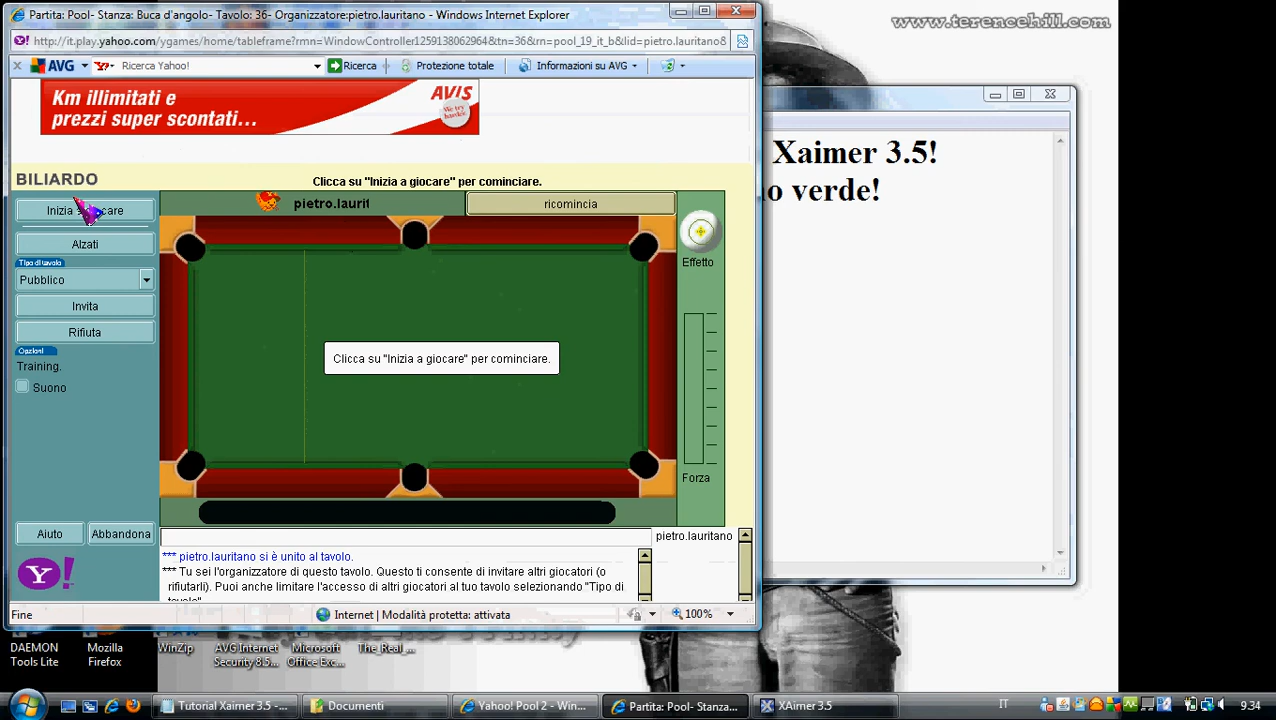 Partita: Pool- Stanza: Buca d'angolo- Tavolo: 36- Organizzatore:pietro.lauritano - Windows Internet Explorer
www.terencehill.com
http://it.play.yahoo.com/ygames/home/tableframe?rmn=WindowController1259138062964&tn=36&rn=pool_19_it_b&lid=pietro.lauritano&
AVG
Ricerca Yahoo!
Ricerca
Protezione totale
Informazioni su AVG
Km illimitati e
prezzi super scontati...
AVIS
We try
harder
Xaimer 3.5!
o verde!
BILIARDO
Clicca su "Inizia a giocare" per cominciare.
Inizia
care
pietro.laurit
ricomincia
Alzati
Effetto
Tipo di tavolo
Pubblico
Invita
Rifiuta
Opzioni
Training.
Suono
Clicca su "Inizia a giocare" per cominciare.
Forza
Aiuto
Abbandona
pietro.lauritano
*** pietro.lauritano si è unito al tavolo.
*** Tu sei l'organizzatore di questo tavolo. Questo ti consente di invitare altri giocatori (o
rifiutarli). Puoi anche limitare l'accesso di altri giocatori al tuo tavolo selezionando "Tipo di
Y!
Fine
Internet | Modalità protetta: attivata
100%
DAEMON
Tools Lite
Mozilla
Firefox
WinZip
AVG Internet
Security 8.5...
Microsoft
Office Exc...
The_Real_...
Tutorial Xaimer 3.5 -...
Documenti
Yahoo! Pool 2 - Win...
Partita: Pool- Stanza...
XAimer 3.5
IT
9.34